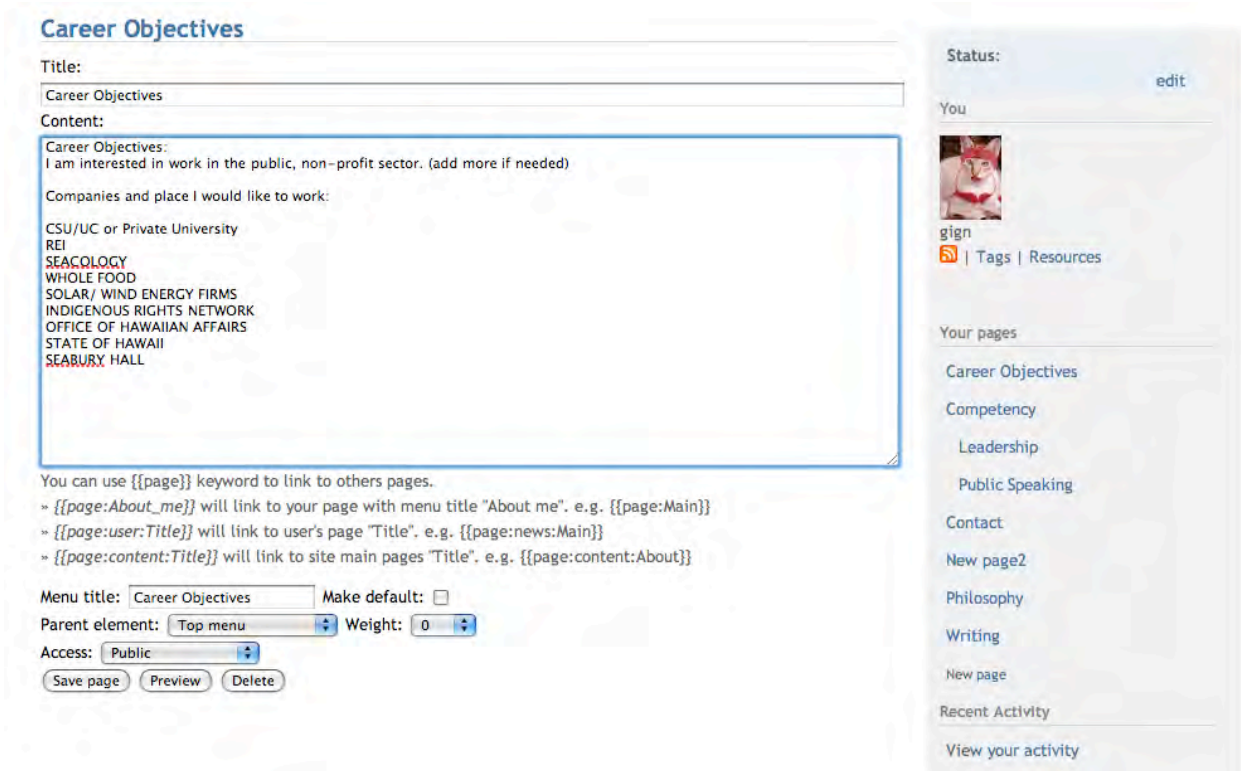 Career Objectives
Title:
Career Objectives
Content:
Career Objectives:
I am interested in work in the public, non-profit sector. (add more if needed)
Companies and place I would like to work:
CSU/UC or Private University
REI
SEACOLOGY
WHOLE FOOD
SOLAR/ WIND ENERGY FIRMS
INDIGENOUS RIGHTS NETWORK
OFFICE OF HAWAIIAN AFFAIRS
STATE OF HAWAII
SEABURY HALL
You can use {{page}} keyword to link to others pages.
» {{page:About_me}} will link to your page with menu title "About me". e.g. {{page:Main}}
» {{page:user:Title}} will link to user's page "Title". e.g. {{page:news:Main}}
» {{page:content:Title}} will link to site main pages "Title". e.g. {{page:content:About}}
Menu title: Career Objectives Make default:
Parent element: Top menu Weight: 0
Access: Public
Save page Preview Delete
Status:
edit
You
gign
| Tags | Resources
Your pages
Career Objectives
Competency
Leadership
Public Speaking
Contact
New page2
Philosophy
Writing
New page
Recent Activity
View your activity